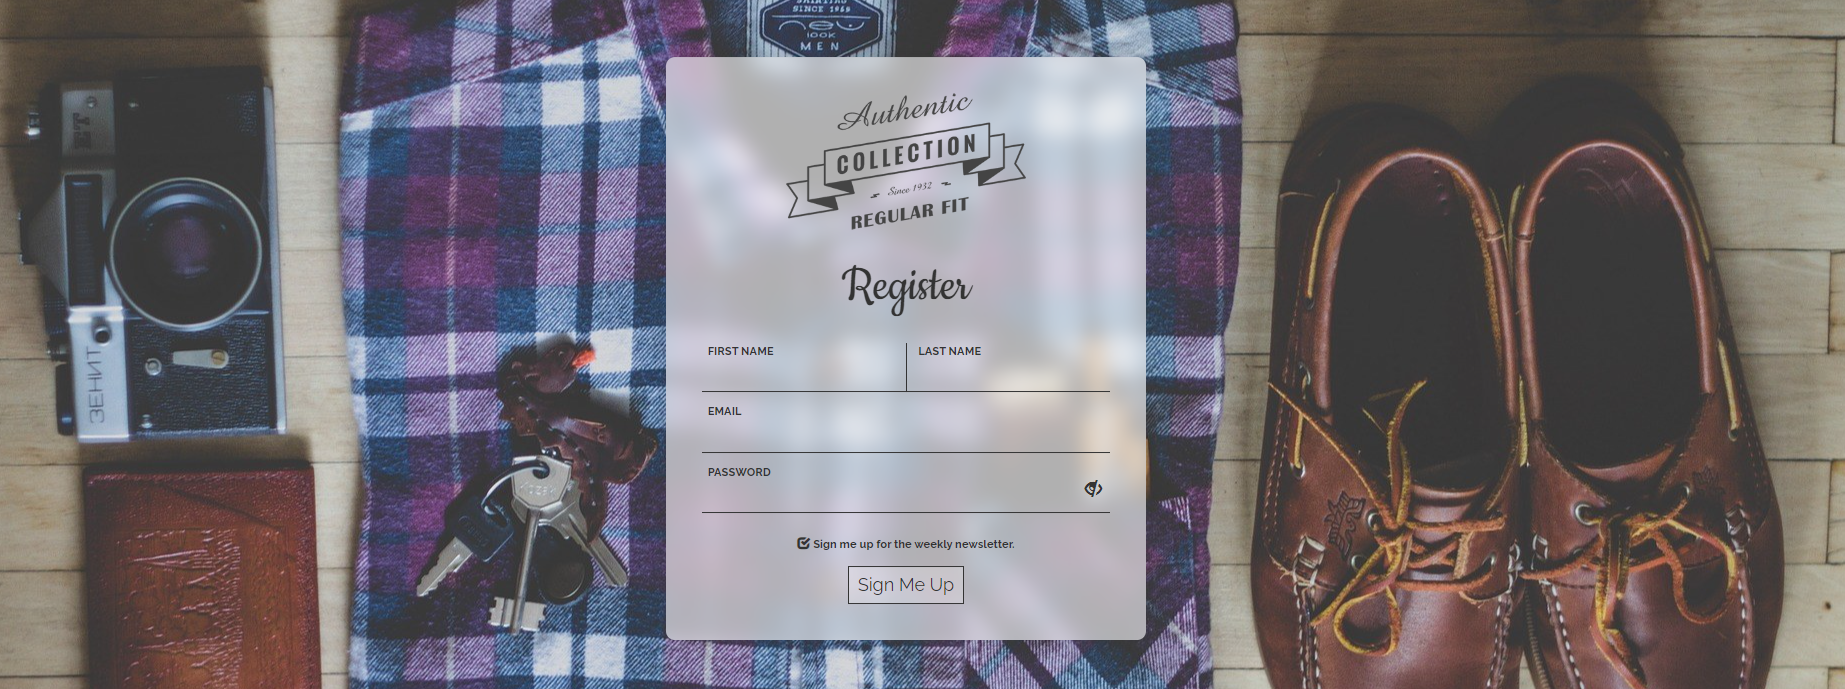 SINCE 1969
new
look
MEN
ET
ЗЕНИТ
Authentic
COLLECTION
Since 1932
REGULAR FIT
Register
FIRST NAME
LAST NAME
EMAIL
PASSWORD
Sign me up for the weekly newsletter.
Sign Me Up